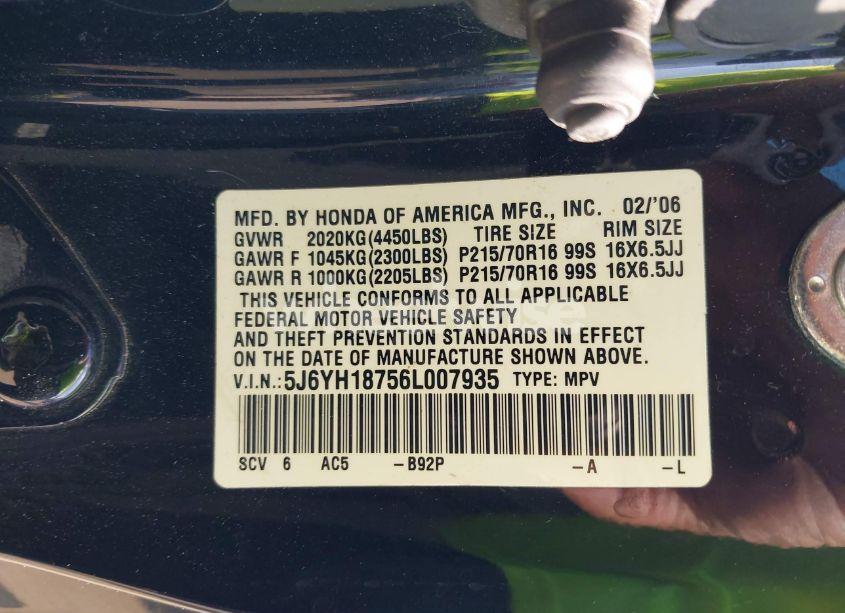 MFD. BY HONDA OF AMERICA MFG., INC. 02/'06
GVWR 2020KG(4450LBS) TIRE SIZE RIM SIZE
GAWR F 1045KG(2300LBS) P215/70R16 99S 16X6.5JJ
GAWR R 1000KG(2205LBS) P215/70R16 99S 16X6.5JJ
THIS VEHICLE CONFORMS TO ALL APPLICABLE
FEDERAL MOTOR VEHICLE SAFETY
AND THEFT PREVENTION STANDARDS IN EFFECT
ON THE DATE OF MANUFACTURE SHOWN ABOVE.
V.I.N.:5J6YH18756L007935 TYPE: MPV
SCV 6 AC5 -B92P -A -L